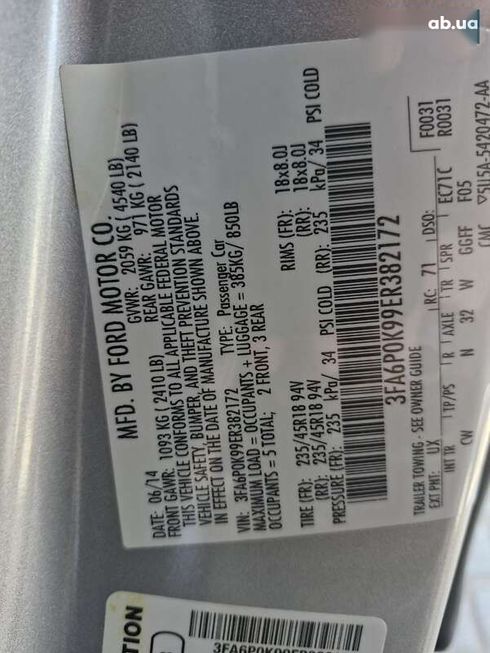 ab.ua
MFD. BY FORD MOTOR CO.
DATE: 06/14 GVWR: 2059 KG ( 4540 LB)
FRONT GAWR: 1093 KG ( 2410 LB) REAR GAWR: 971 KG ( 2140 LB)
THIS VEHICLE CONFORMS TO ALL APPLICABLE FEDERAL MOTOR
VEHICLE SAFETY, BUMPER, AND THEFT PREVENTION STANDARDS
IN EFFECT ON THE DATE OF MANUFACTURE SHOWN ABOVE.
VIN: 3FA6P0K99ER382172 TYPE: Passenger Car
MAXIMUM LOAD = OCCUPANTS + LUGGAGE = 385KG/ 850LB
OCCUPANTS = 5 TOTAL; 2 FRONT, 3 REAR
TIRE (FR): 235/45R18 94V RIMS (FR): 18x8.0J
(RR): 235/45R18 94V (RR): 18x8.0J
PRESSURE (FR): 235 kPa/ 34 PSI COLD (RR): 235 kPa/ 34 PSI COLD
3FA6P0K99ER382172
TRAILER TOWING - SEE OWNER GUIDE F0031
EXT PNT: UX RC: 71 DSO: R0031
INT TR TP/PS R AXLE TR SPR EC71C
CW N 32 W GGFF F05
CMC 5U5A-5420472-AA
TION